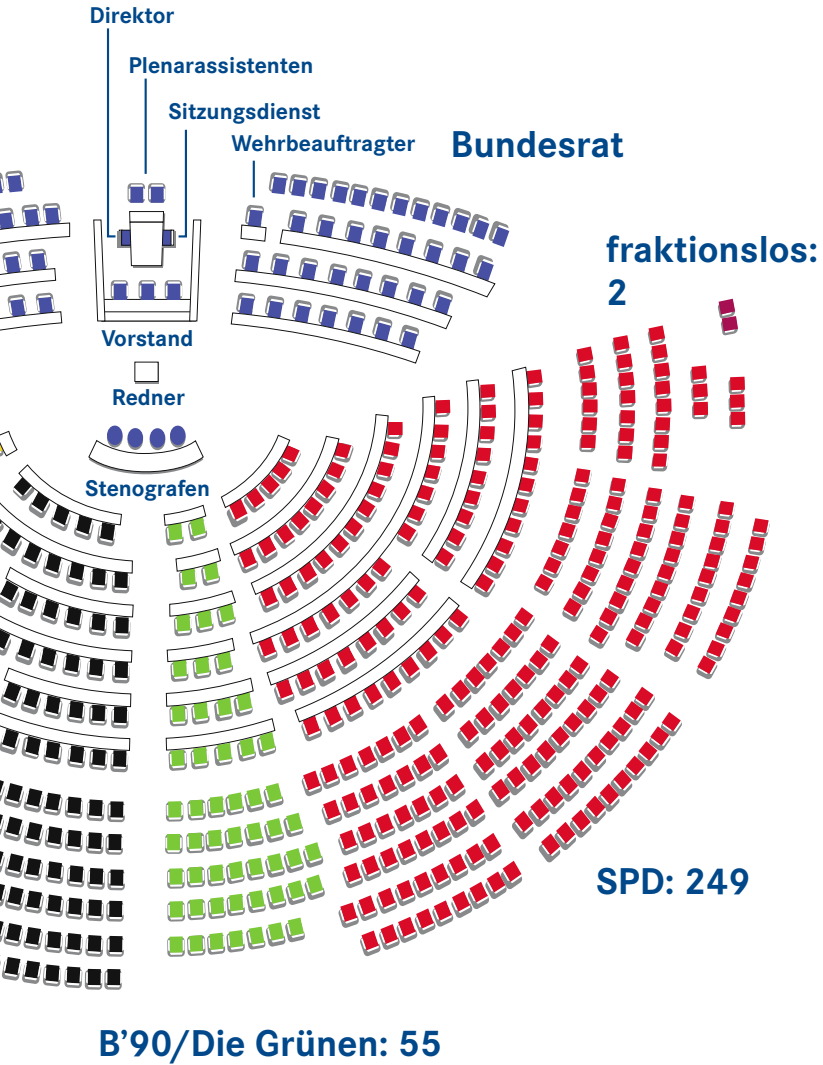 Direktor
Plenarassistenten
Sitzungsdienst
Wehrbeauftragter
Bundesrat
fraktionslos:
2
Vorstand
Redner
Stenografen
SPD: 249
B’90/Die Grünen: 55